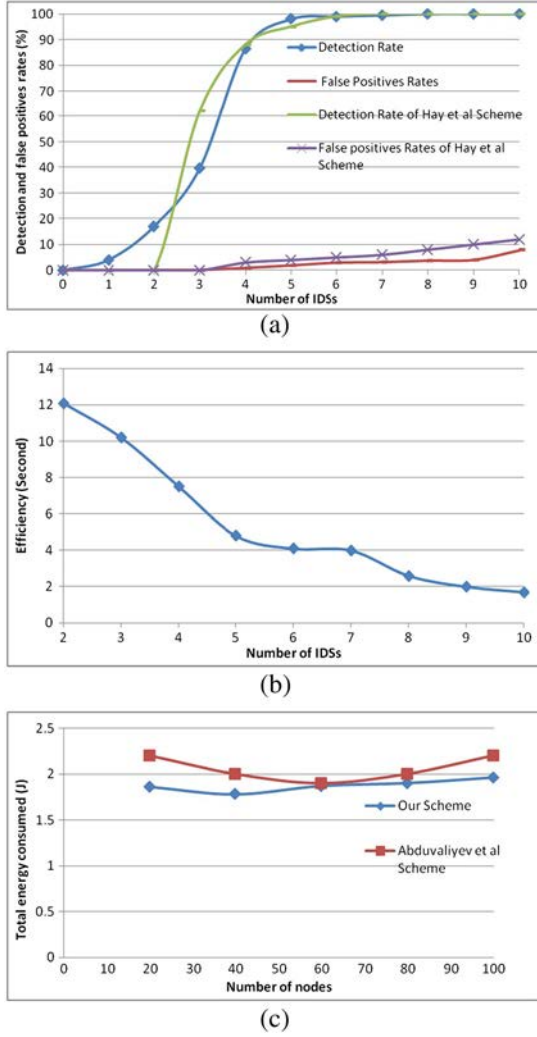 Detection and false positives rates (%)
100
90
80
70
60
50
40
30
20
10
0
Detection Rate
False Positives Rates
Detection Rate of Hay et al Scheme
False positives Rates of Hay et al
Scheme
0 1 2 3 4 5 6 7 8 9 10
Number of IDSs
(a)
Efficiency (Second)
14
12
10
8
6
4
2
0
2 3 4 5 6 7 8 9 10
Number of IDSs
(b)
Total energy consumed (J)
2.5
2
1.5
1
0.5
0
Our Scheme
Abduvaliyev et al
Scheme
0 10 20 30 40 50 60 70 80 90 100
Number of nodes
(c)